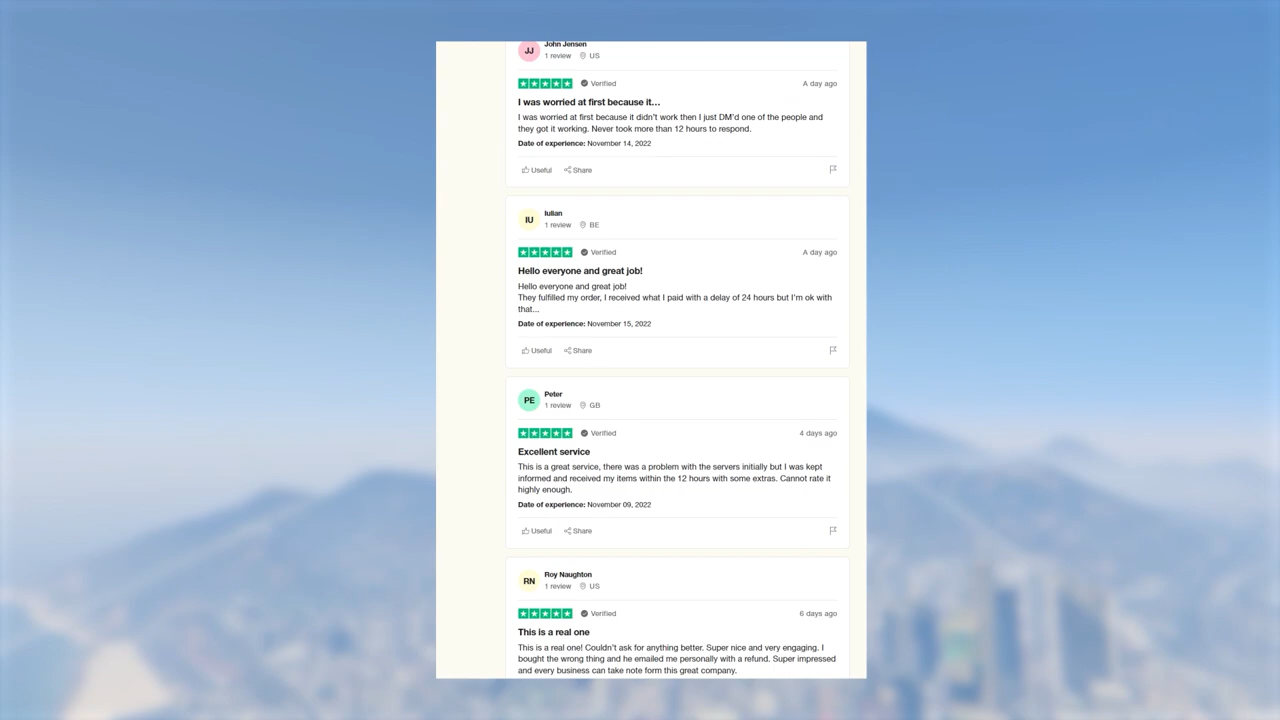 John Jensen
JJ
1 review US
Verified A day ago
I was worried at first because it…
I was worried at first because it didn't work then I just DM'd one of the people and
they got it working. Never took more than 12 hours to respond.
Date of experience: November 14, 2022
Useful Share
Iulian
IU
1 review BE
Verified A day ago
Hello everyone and great job!
Hello everyone and great job!
They fulfilled my order, I received what I paid with a delay of 24 hours but I'm ok with
that...
Date of experience: November 15, 2022
Useful Share
Peter
PE
1 review GB
Verified 4 days ago
Excellent service
This is a great service, there was a problem with the servers initially but I was kept
informed and received my items within the 12 hours with some extras. Cannot rate it
highly enough.
Date of experience: November 09, 2022
Useful Share
Roy Naughton
RN
1 review US
Verified 6 days ago
This is a real one
This is a real one! Couldn't ask for anything better. Super nice and very engaging. I
bought the wrong thing and he emailed me personally with a refund. Super impressed
and every business can take note form this great company.